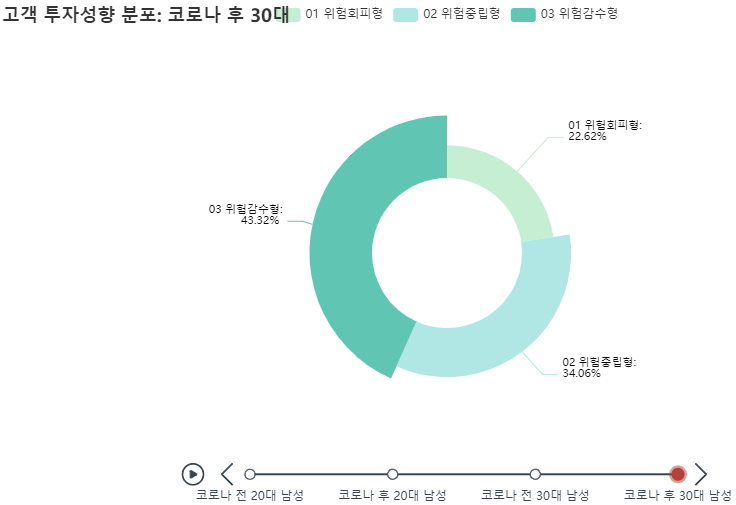 고객 투자성향 분포: 코로나 후 30대
01 위험회피형
02 위험중립형
03 위험감수형
01 위험회피형:
22.62%
03 위험감수형:
43.32%
02 위험중립형:
34.06%
코로나 전 20대 남성
코로나 후 20대 남성
코로나 전 30대 남성
코로나 후 30대 남성